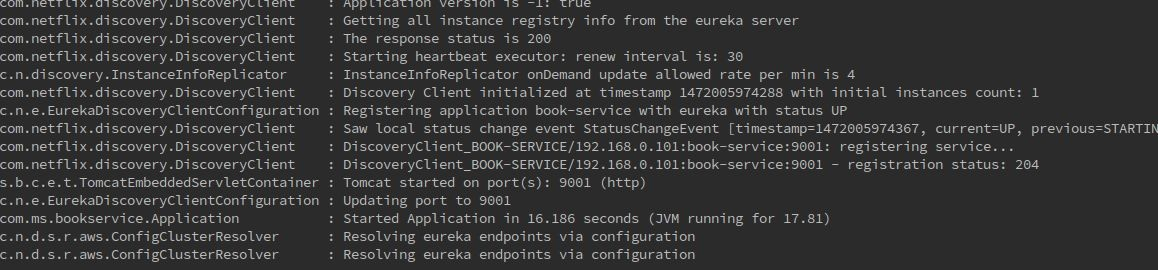 com.netflix.discovery.DiscoveryClient : Application version is -1: true
com.netflix.discovery.DiscoveryClient : Getting all instance registry info from the eureka server
com.netflix.discovery.DiscoveryClient : The response status is 200
com.netflix.discovery.DiscoveryClient : Starting heartbeat executor: renew interval is: 30
c.n.discovery.InstanceInfoReplicator : InstanceInfoReplicator onDemand update allowed rate per min is 4
com.netflix.discovery.DiscoveryClient : Discovery Client initialized at timestamp 1472005974288 with initial instances count: 1
c.n.e.EurekaDiscoveryClientConfiguration : Registering application book-service with eureka with status UP
com.netflix.discovery.DiscoveryClient : Saw local status change event StatusChangeEvent [timestamp=1472005974367, current=UP, previous=STARTIN
com.netflix.discovery.DiscoveryClient : DiscoveryClient_BOOK-SERVICE/192.168.0.101:book-service:9001: registering service...
com.netflix.discovery.DiscoveryClient : DiscoveryClient_BOOK-SERVICE/192.168.0.101:book-service:9001 - registration status: 204
s.b.c.e.t.TomcatEmbeddedServletContainer : Tomcat started on port(s): 9001 (http)
c.n.e.EurekaDiscoveryClientConfiguration : Updating port to 9001
com.ms.bookservice.Application : Started Application in 16.186 seconds (JVM running for 17.81)
c.n.d.s.r.aws.ConfigClusterResolver : Resolving eureka endpoints via configuration
c.n.d.s.r.aws.ConfigClusterResolver : Resolving eureka endpoints via configuration